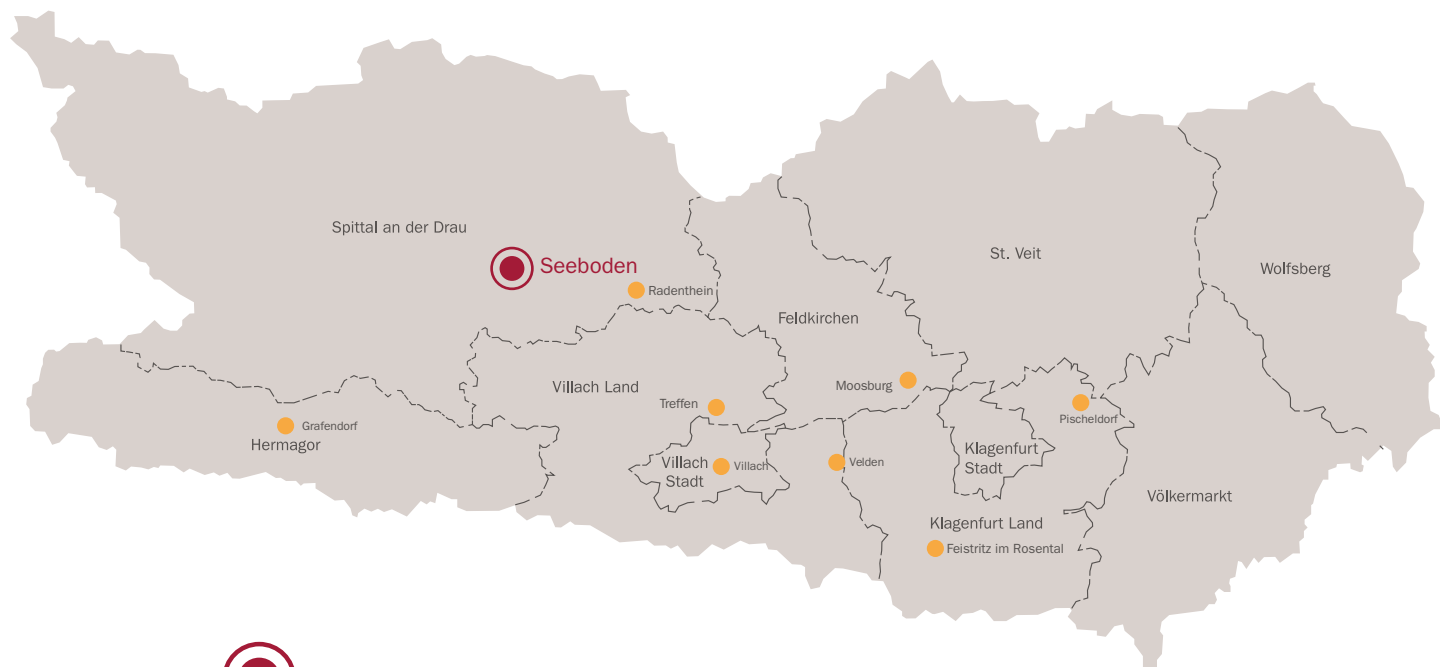 Spittal an der Drau
Seeboden
Radenthein
St. Veit
Wolfsberg
Feldkirchen
Villach Land
Moosburg
Treffen
Grafendorf
Hermagor
Pischeldorf
Villach
Stadt
Villach
Velden
Klagenfurt
Stadt
Völkermarkt
Klagenfurt Land
Feistritz im Rosental